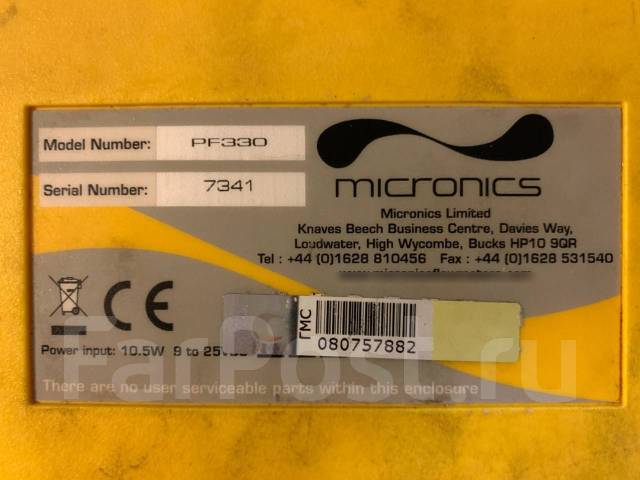 Model Number: PF330
Serial Number: 7341
micronics
Micronics Limited
Knaves Beech Business Centre, Davies Way,
Loudwater, High Wycombe, Bucks HP10 9QR
Tel : +44 (0)1628 810456 Fax : +44 (0)1628 531540
CE
ГМС
080757882
Power input: 10.5W 9 to
There are no user serviceable parts within this enclosure
FarPost.ru